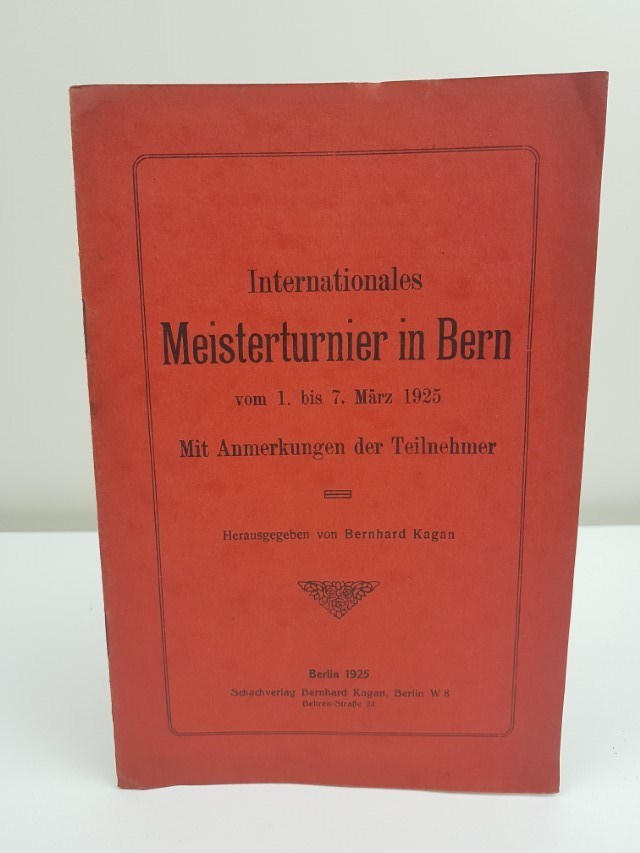 Internationales
Meisterturnier in Bern
vom 1. bis 7. März 1925
Mit Anmerkungen der Teilnehmer
Herausgegeben von Bernhard Kagan
Berlin 1925
Schachverlag Bernhard Kagan, Berlin W 8
Behren-Straße 24